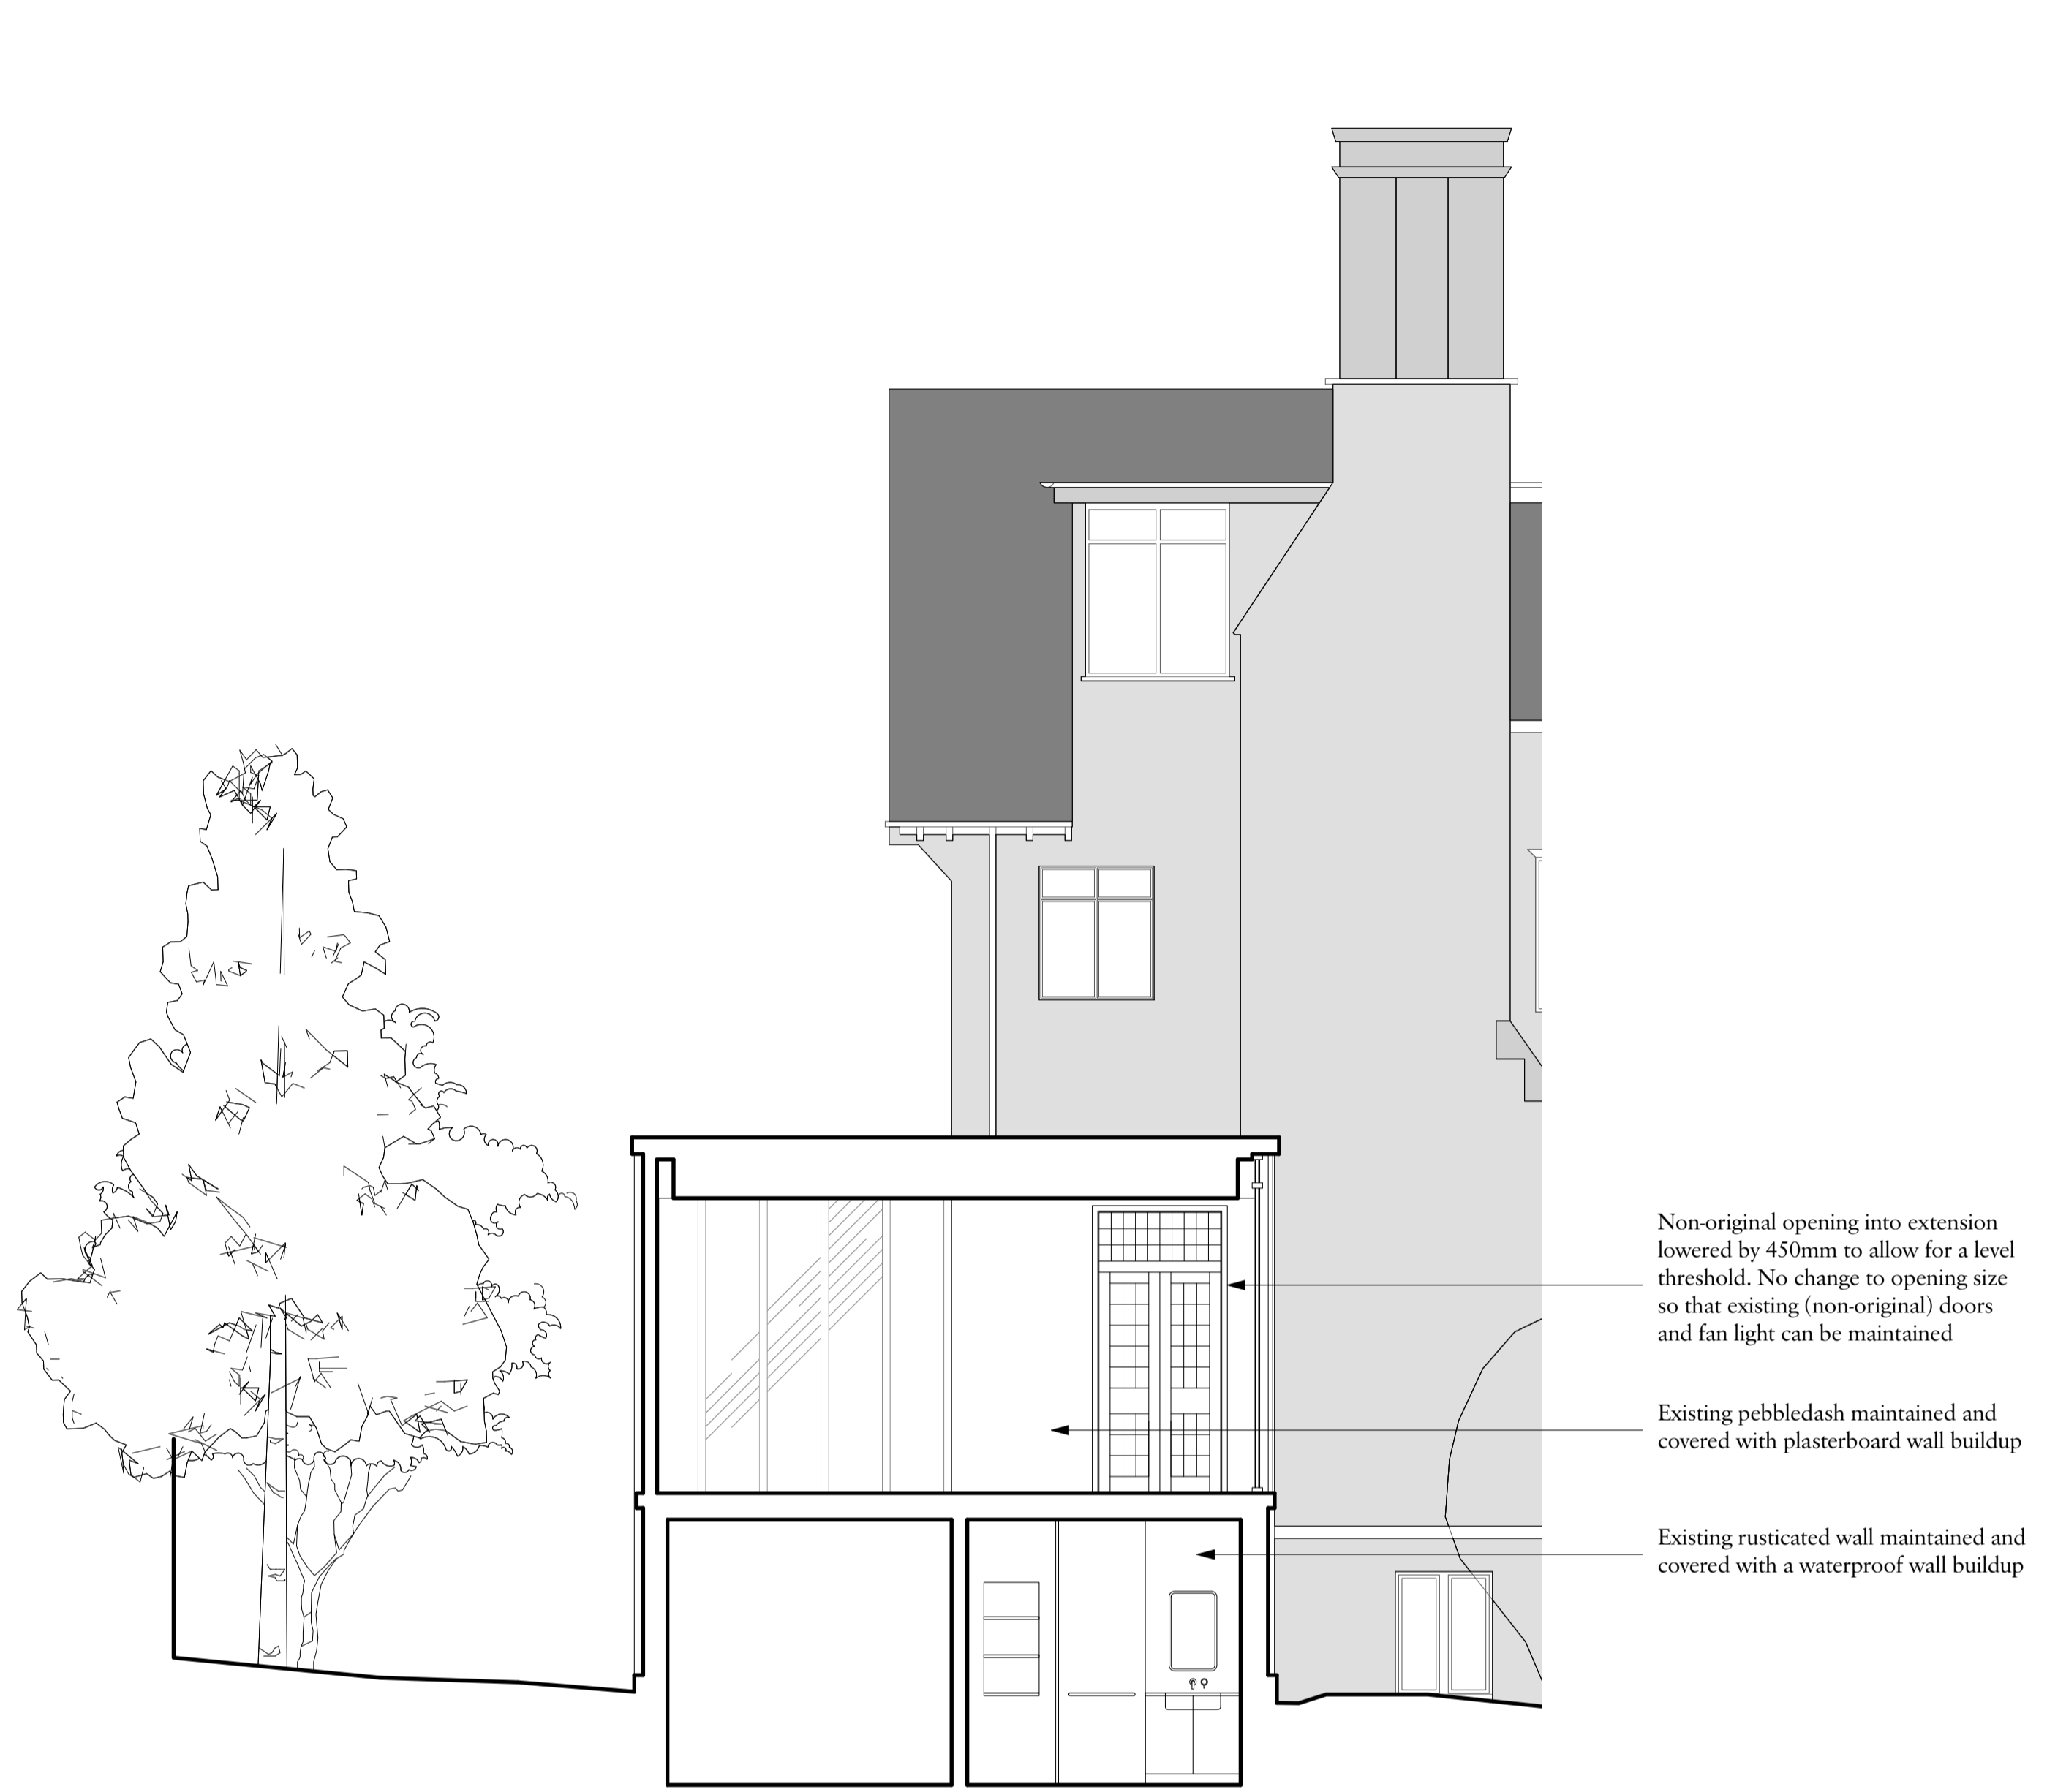 Non-original opening into extension
lowered by 450mm to allow for a level
threshold. No change to opening size
so that existing (non-original) doors
and fan light can be maintained
Existing pebbledash maintained and
covered with plasterboard wall buildup
Existing rusticated wall maintained and
covered with a waterproof wall buildup